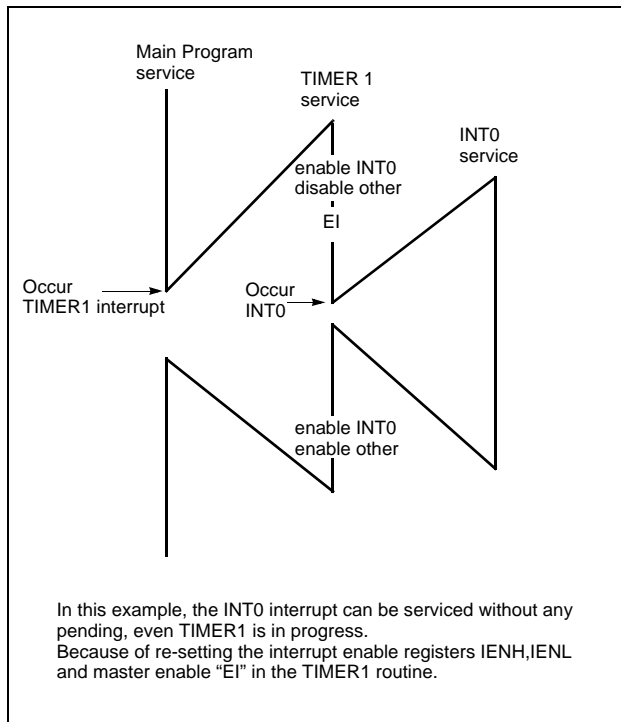 Main Program
service
TIMER 1
service
INT0
service
enable INT0
disable other
EI
Occur
TIMER1 interrupt
Occur
INT0
enable INT0
enable other
In this example, the INT0 interrupt can be serviced without any
pending, even TIMER1 is in progress.
Because of re-setting the interrupt enable registers IENH,IENL
and master enable “EI” in the TIMER1 routine.